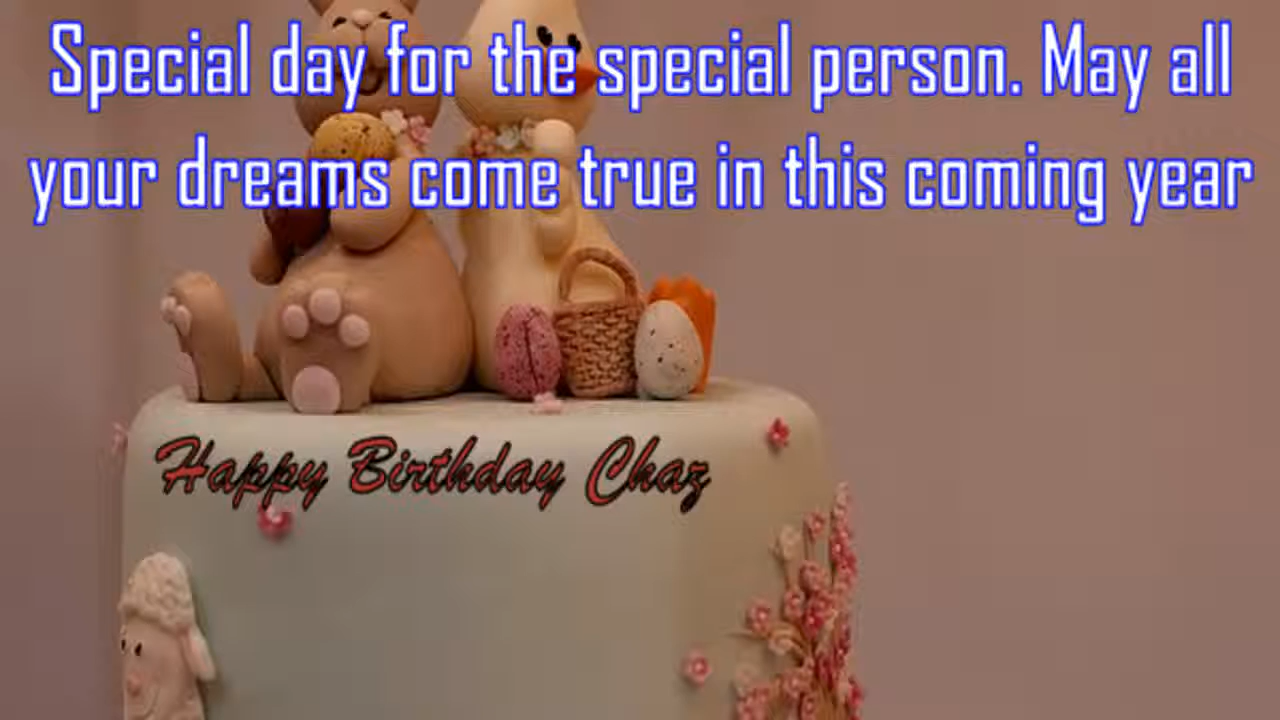 Special day for the special person. May all
your dreams come true in this coming year
Happy Birthday Chaz